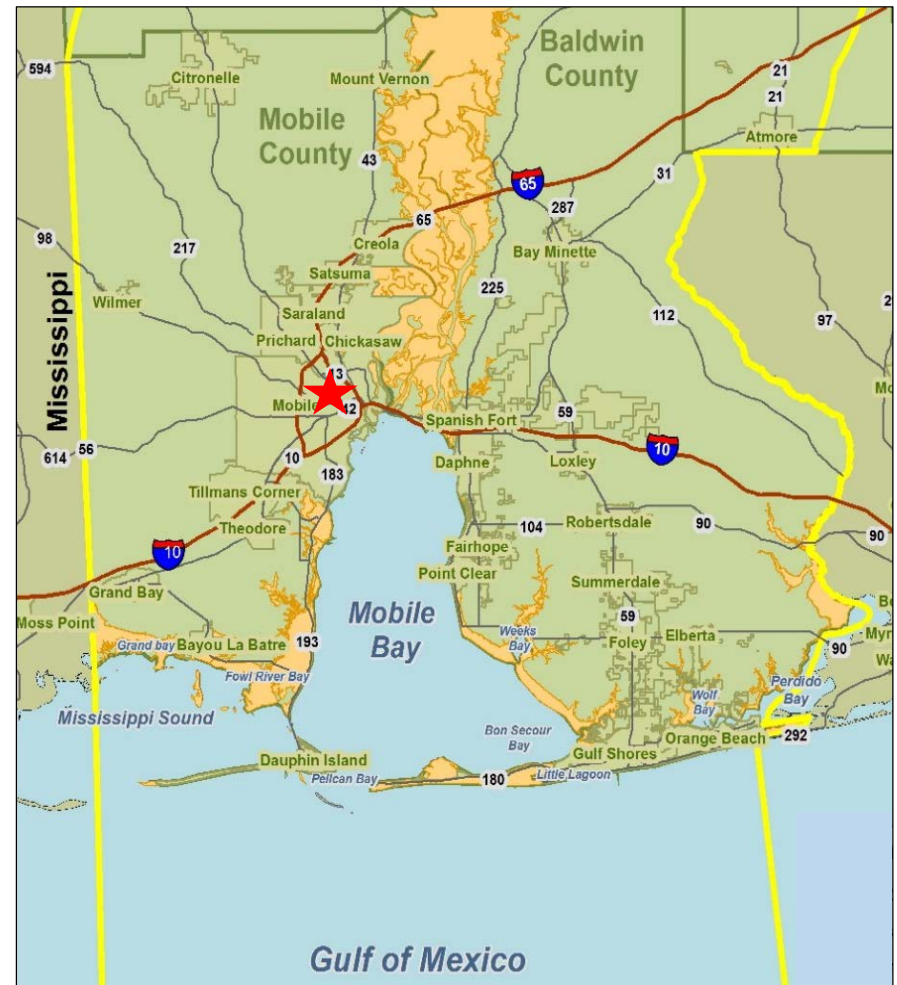 Baldwin
County
594
Citronelle
Mount Vernon
21
21
Mobile
County
Atmore
43
31
65
287
65
98
217
Creola
Bay Minette
Satsuma
225
Wilmer
Saraland
112
97
Prichard
Chickasaw
Mississippi
13
Mobile
Spanish Fort
59
614
56
10
Daphne
Loxley
10
183
Tillmans Corner
Theodore
104
Robertsdale
90
90
10
Fairhope
Point Clear
Summerdale
Grand Bay
Mobile
Bay
59
Moss Point
Weeks
Bay
Foley
Elberta
Grand bay
Bayou La Batre
193
90
Fowl River Bay
Perdido
Bay
Wolf
Bay
Mississippi Sound
Bon Secour
Bay
Orange Beach
292
Dauphin Island
Gulf Shores
Pelican Bay
180
Little Lagoon
Gulf of Mexico